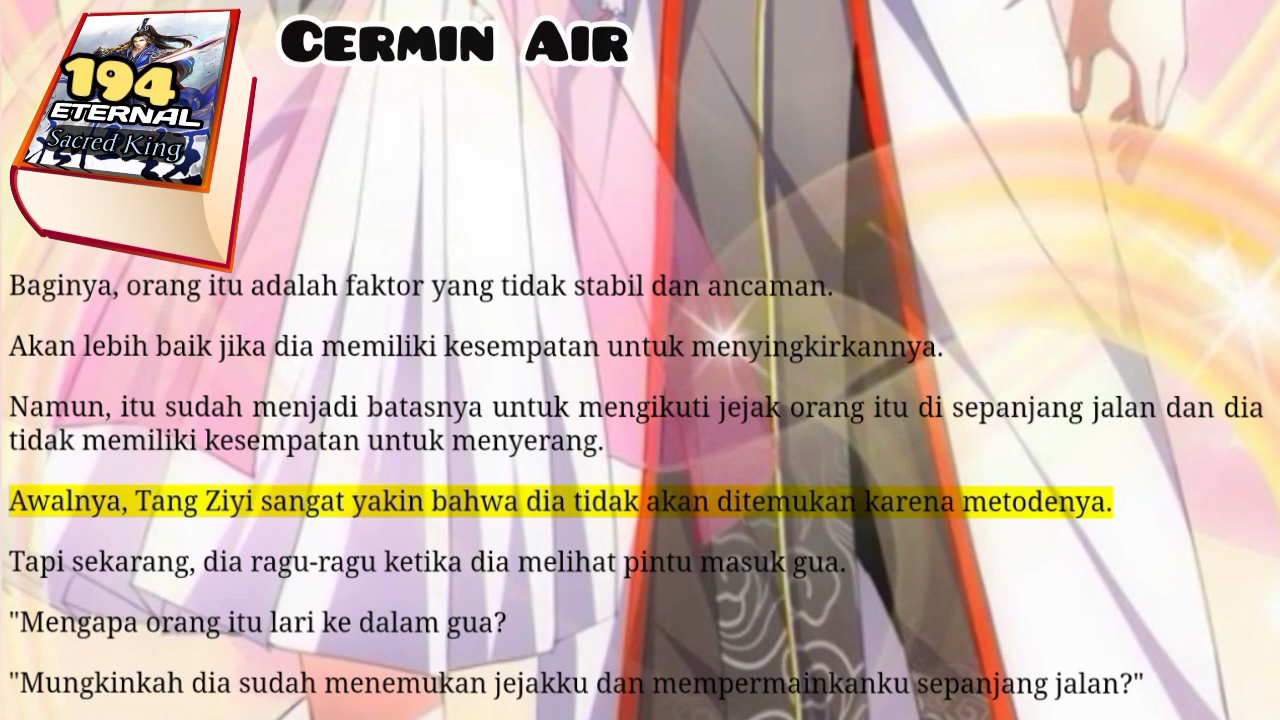 194
ETERNAL
Sacred King
CERMIN AIR
Baginya, orang itu adalah faktor yang tidak stabil dan ancaman.
Akan lebih baik jika dia memiliki kesempatan untuk menyingkirkannya.
Namun, itu sudah menjadi batasnya untuk mengikuti jejak orang itu di sepanjang jalan dan dia
tidak memiliki kesempatan untuk menyerang.
Awalnya, Tang Ziyi sangat yakin bahwa dia tidak akan ditemukan karena metodenya.
Tapi sekarang, dia ragu-ragu ketika dia melihat pintu masuk gua.
"Mengapa orang itu lari ke dalam gua?
"Mungkinkah dia sudah menemukan jejakku dan mempermainkanku sepanjang jalan?"